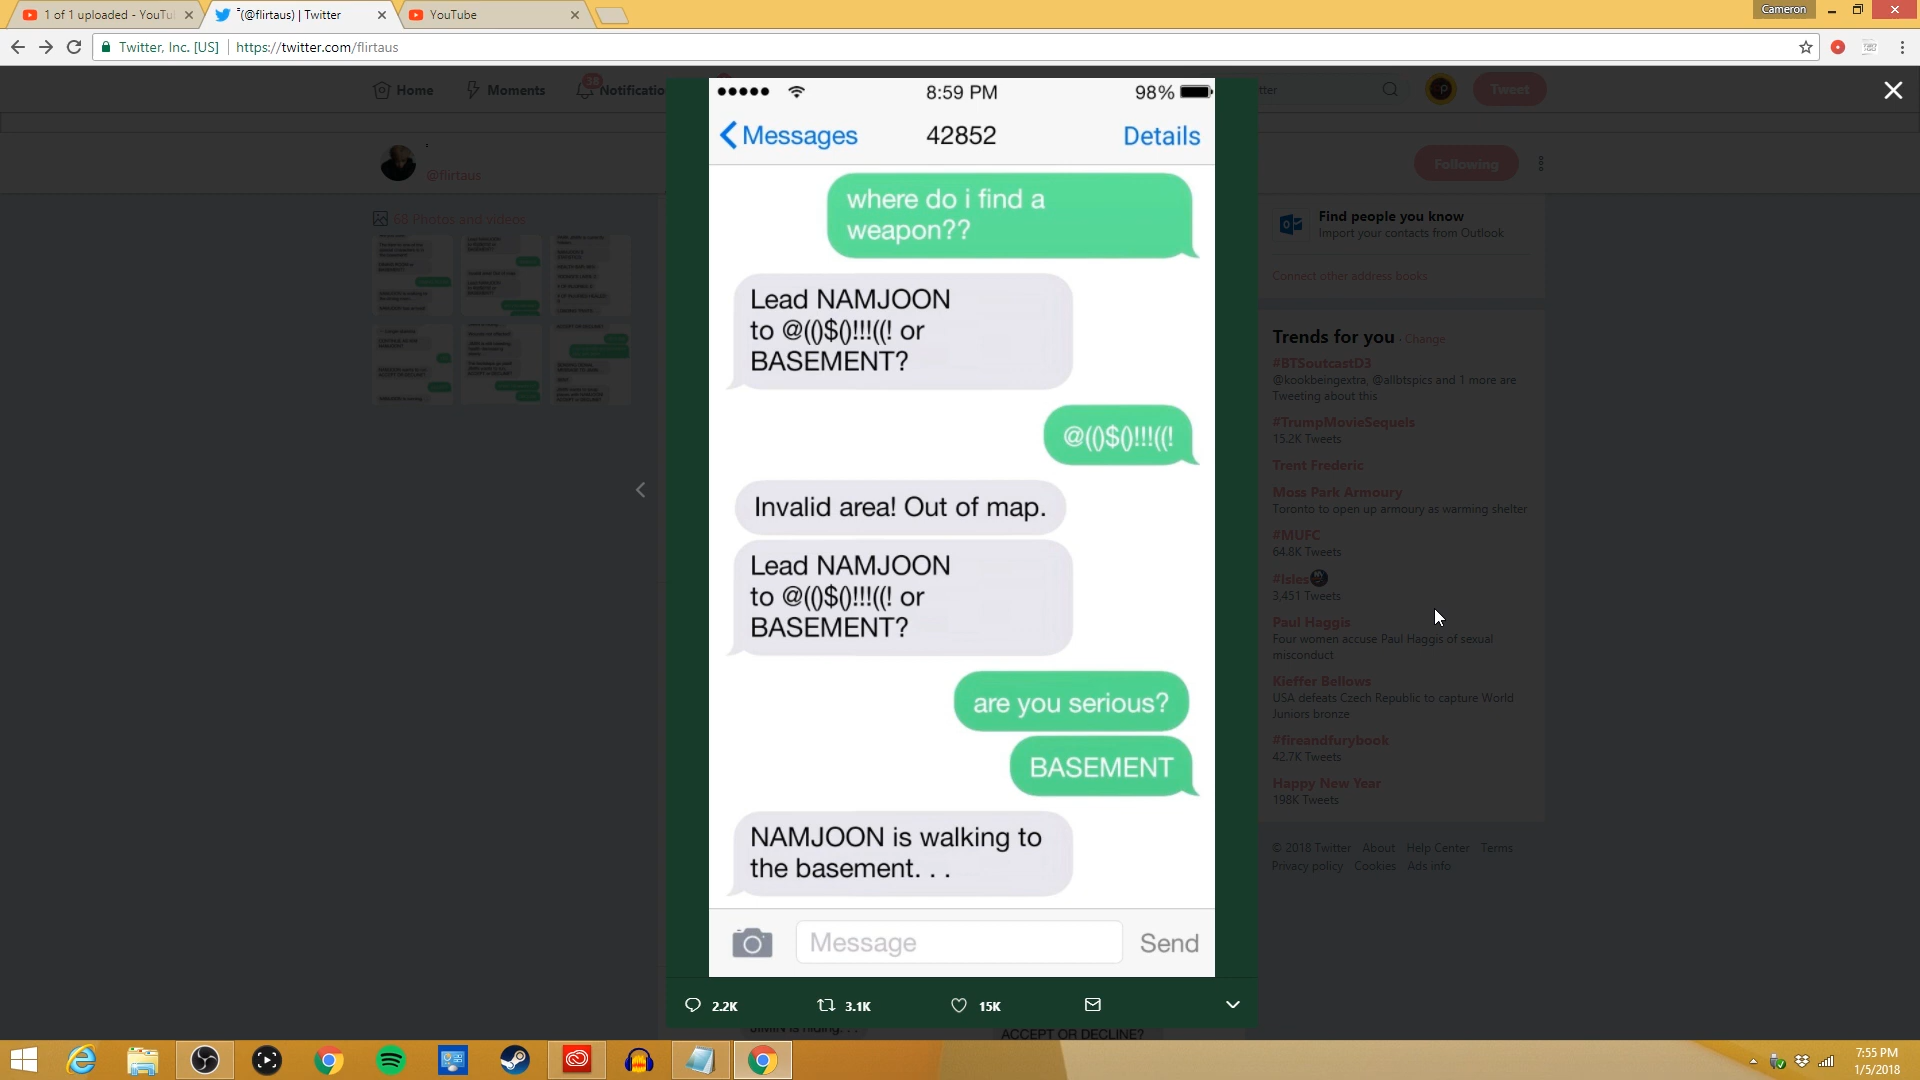 1 of 1 uploaded - YouTu
(@flirtaus) | Twitter
YouTube
Cameron
Twitter, Inc. [US]
https://twitter.com/flirtaus
Home
Moments
38
Notificatio
tter
Tweet
8:59 PM
98%
Messages
42852
Details
@flirtaus
Following
68 Photos and videos
where do i find a
weapon??
Lead NAMJOON
to @(()$()!!!((! or
BASEMENT?
@(()$()!!!((!
Invalid area! Out of map.
Lead NAMJOON
to @(()$()!!!((! or
BASEMENT?
are you serious?
BASEMENT
NAMJOON is walking to
the basement. . .
Message
Send
2.2K
3.1K
15K
ACCEPT OR DECLINE?
Find people you know
Import your contacts from Outlook
Connect other address books
Trends for you · Change
#BTSoutcastD3
@kookbeingextra, @allbtspics and 1 more are
Tweeting about this
#TrumpMovieSequels
15.2K Tweets
Trent Frederic
Moss Park Armoury
Toronto to open up armoury as warming shelter
#MUFC
64.8K Tweets
#Isles
3,451 Tweets
Paul Haggis
Four women accuse Paul Haggis of sexual
misconduct
Kieffer Bellows
USA defeats Czech Republic to capture World
Juniors bronze
#fireandfurybook
42.7K Tweets
Happy New Year
198K Tweets
© 2018 Twitter About Help Center Terms
Privacy policy Cookies Ads info
7:55 PM
1/5/2018